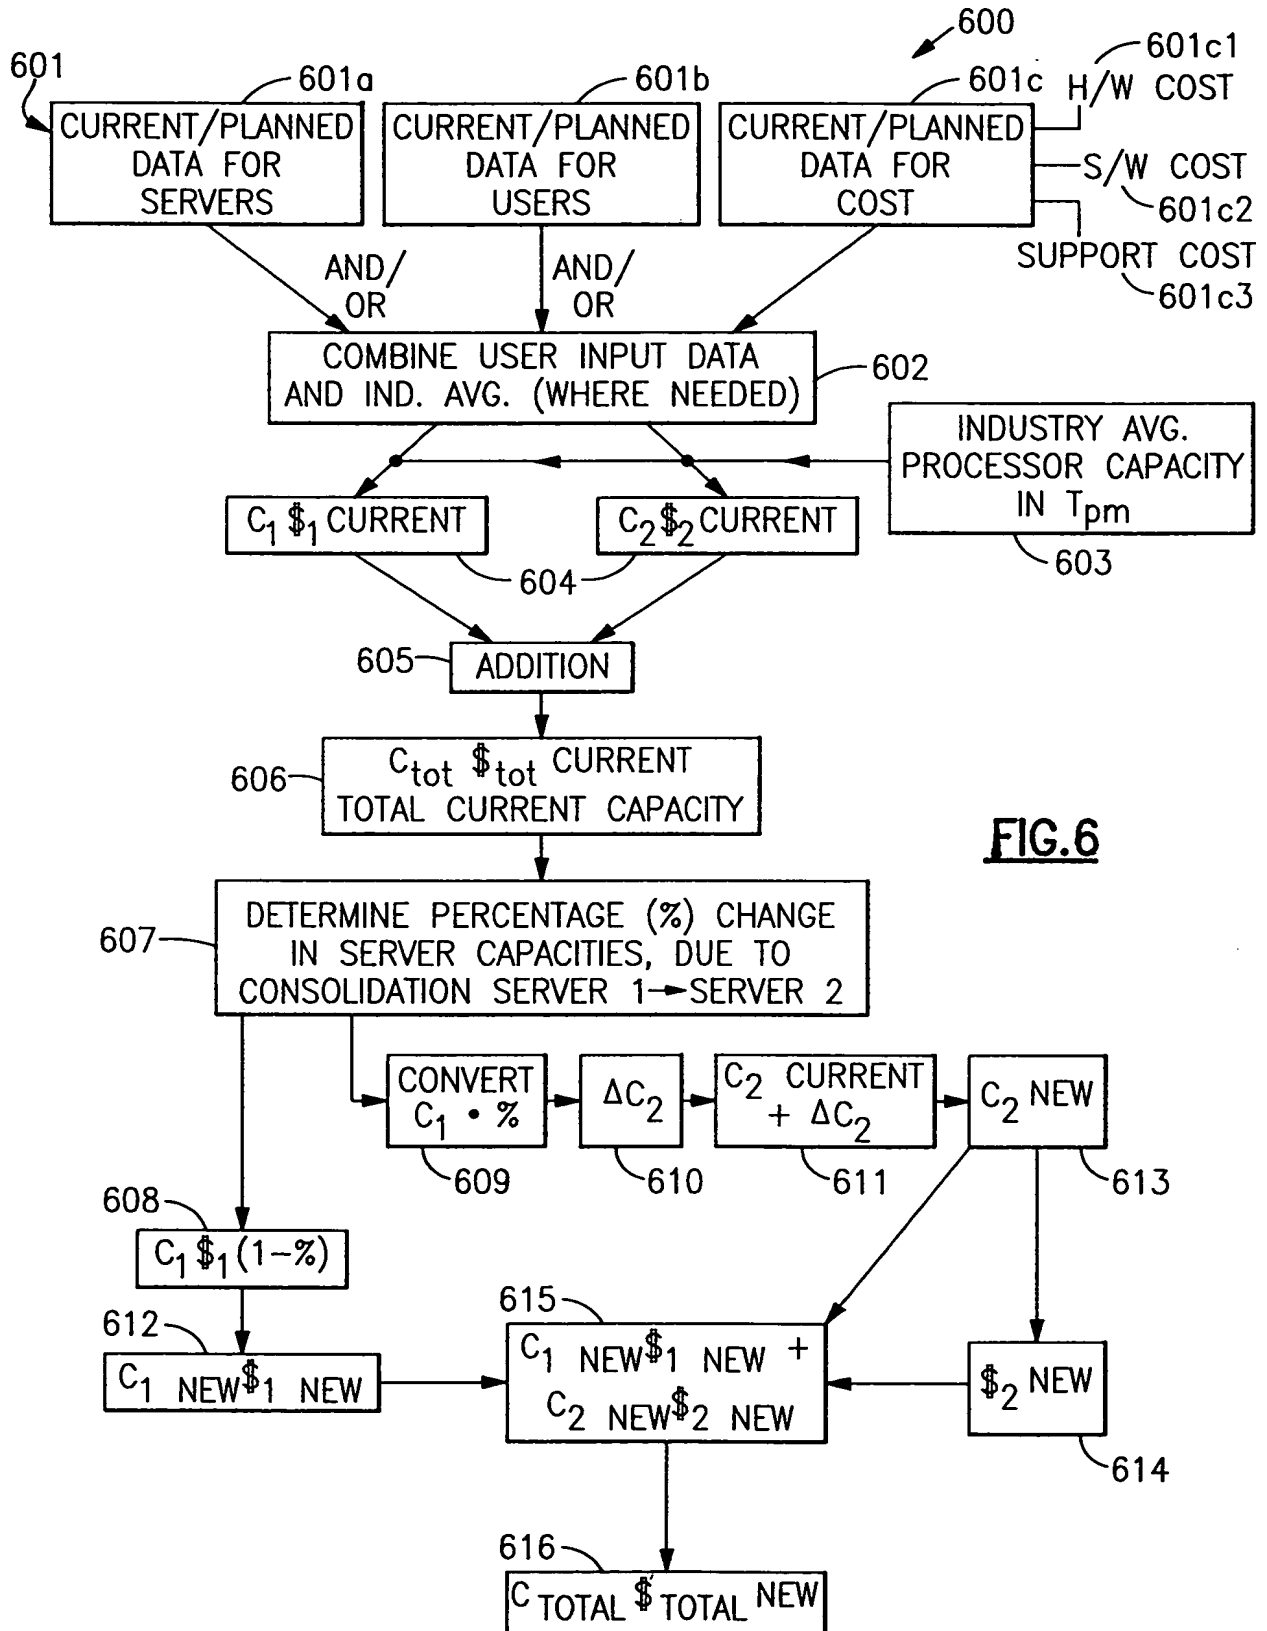 600
601
601a
601b
601c
601c1
H/W COST
CURRENT/PLANNED
DATA FOR
SERVERS
CURRENT/PLANNED
DATA FOR
USERS
CURRENT/PLANNED
DATA FOR
COST
S/W COST
601c2
SUPPORT COST
601c3
AND/
OR
AND/
OR
COMBINE USER INPUT DATA
AND IND. AVG. (WHERE NEEDED)
602
INDUSTRY AVG.
PROCESSOR CAPACITY
IN Tpm
603
C1 $1 CURRENT
C2 $2 CURRENT
604
605
ADDITION
606
Ctot $tot CURRENT
TOTAL CURRENT CAPACITY
FIG.6
607
DETERMINE PERCENTAGE (%) CHANGE
IN SERVER CAPACITIES, DUE TO
CONSOLIDATION SERVER 1→SERVER 2
CONVERT
C1 • %
609
ΔC2
610
C2 CURRENT
+ ΔC2
611
C2 NEW
613
608
C1 $1 (1-%)
612
C1 NEW $1 NEW
615
C1 NEW $1 NEW +
C2 NEW $2 NEW
$2 NEW
614
616
C TOTAL $ TOTAL NEW